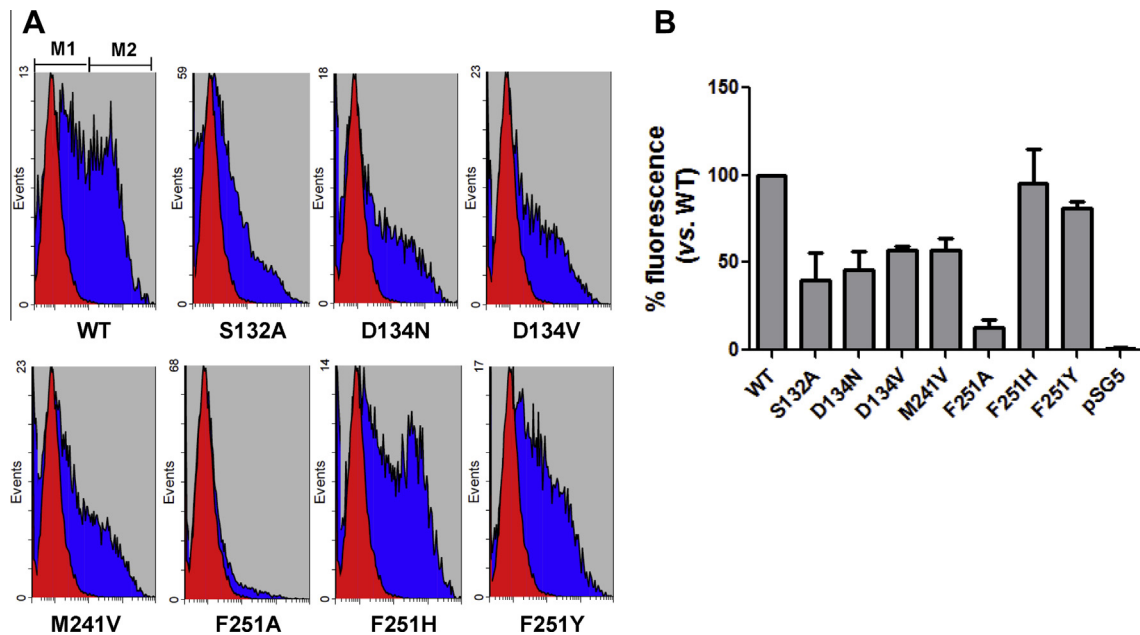 A
M1 M2
13
Events
0
WT
59
Events
0
S132A
18
Events
0
D134N
23
Events
0
D134V
23
Events
0
M241V
68
Events
0
F251A
14
Events
0
F251H
17
Events
0
F251Y
B
% fluorescence
(vs. WT)
150
100
50
0
WT
S132A
D134N
D134V
M241V
F251A
F251H
F251Y
pSG5